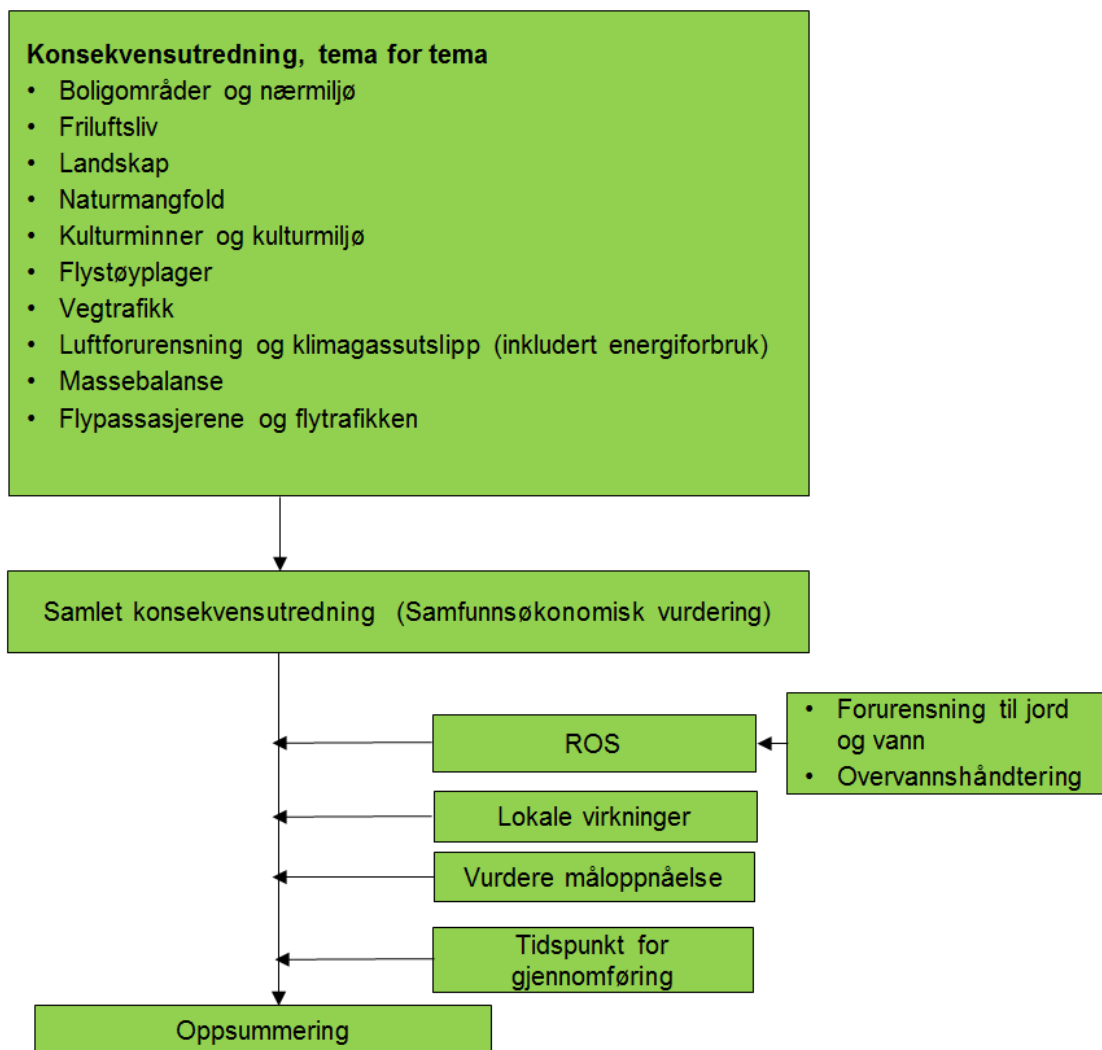 Konsekvensutredning, tema for tema
• Boligområder og nærmiljø
• Friluftsliv
• Landskap
• Naturmangfold
• Kulturminner og kulturmiljø
• Flystøyplager
• Vegtrafikk
• Luftforurensning og klimagassutslipp (inkludert energiforbruk)
• Massebalanse
• Flypassasjerene og flytrafikken
Samlet konsekvensutredning (Samfunnsøkonomisk vurdering)
ROS
• Forurensning til jord
og vann
• Overvannshåndtering
Lokale virkninger
Vurdere måloppnåelse
Tidspunkt for
gjennomføring
Oppsummering